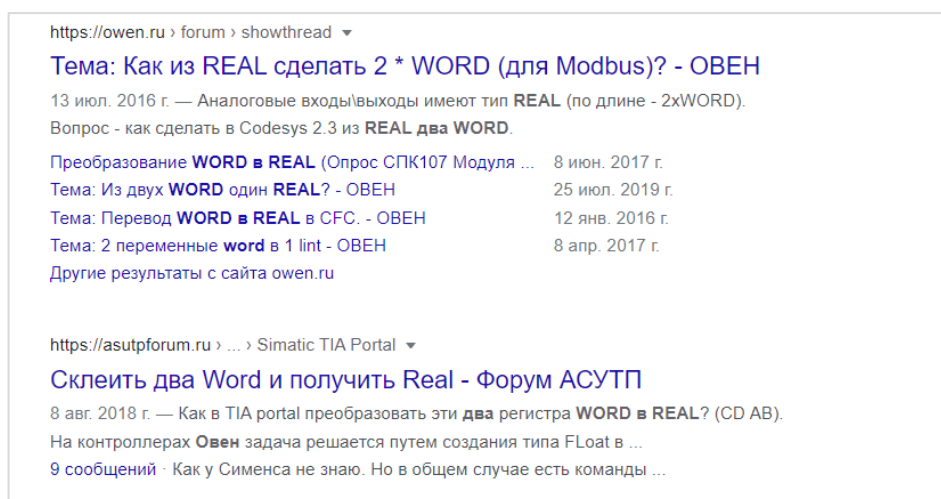 https://owen.ru › forum › showthread
Тема: Как из REAL сделать 2 * WORD (для Modbus)? - ОВЕН
13 июл. 2016 г. — Аналоговые входы\выходы имеют тип REAL (по длине - 2xWORD).
Вопрос - как сделать в Codesys 2.3 из REAL два WORD.
Преобразование WORD в REAL (Опрос СПК107 Модуля ... 8 июн. 2017 г.
Тема: Из двух WORD один REAL? - ОВЕН 25 июл. 2019 г.
Тема: Перевод WORD в REAL в CFC. - ОВЕН 12 янв. 2016 г.
Тема: 2 переменные word в 1 lint - ОВЕН 8 апр. 2017 г.
Другие результаты с сайта owen.ru
https://asutpforum.ru › ... › Simatic TIA Portal
Склеить два Word и получить Real - Форум АСУТП
8 авг. 2018 г. — Как в TIA portal преобразовать эти два регистра WORD в REAL? (CD AB).
На контроллерах Овен задача решается путем создания типа FLoat в ...
9 сообщений · Как у Сименса не знаю. Но в общем случае есть команды ...